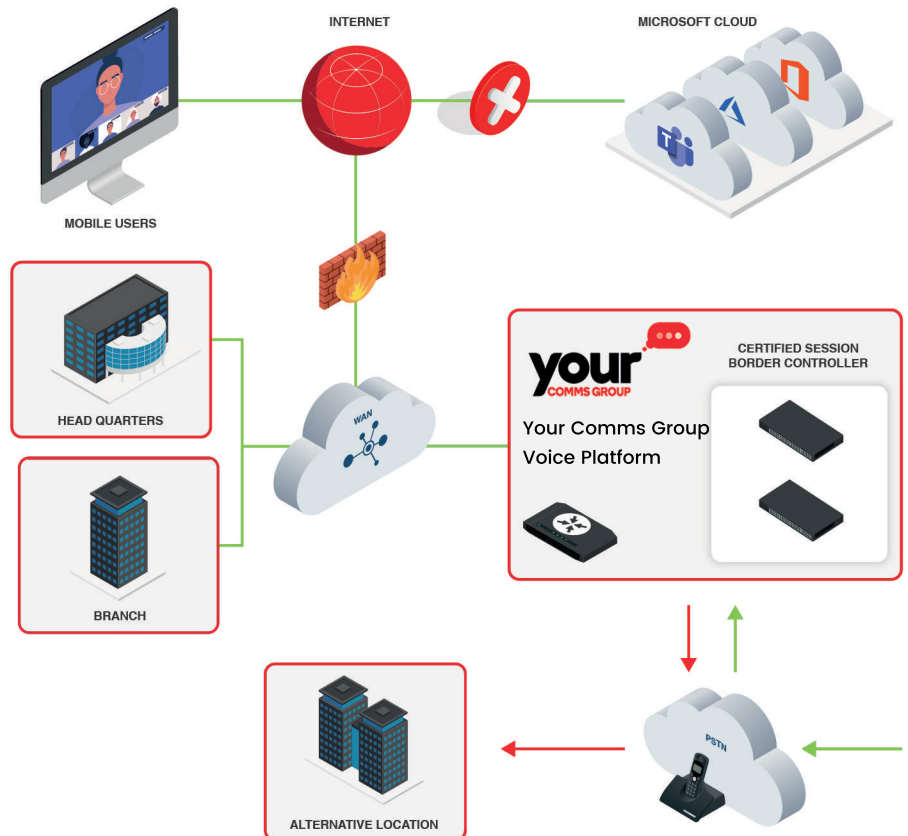 INTERNET
MICROSOFT CLOUD
T
MOBILE USERS
HEAD QUARTERS
WAN
your
COMMS GROUP
CERTIFIED SESSION
BORDER CONTROLLER
Your Comms Group
Voice Platform
BRANCH
PSTN
ALTERNATIVE LOCATION